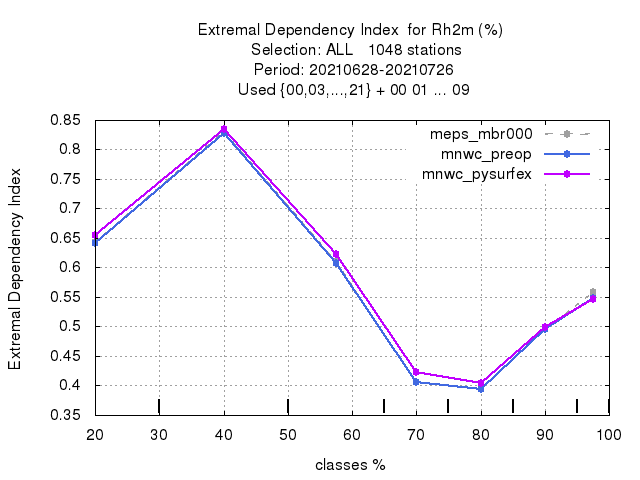 Extremal Dependency Index  for Rh2m (%)
Selection: ALL   1048 stations
Period: 20210628-20210726
Used {00,03,...,21} + 00 01 ... 09
meps_mbr000
mnwc_preop
mnwc_pysurfex
0.85
0.8
0.75
0.7
0.65
0.6
0.55
0.5
0.45
0.4
0.35
Extremal Dependency Index
20 30 40 50 60 70 80 90 100
classes %